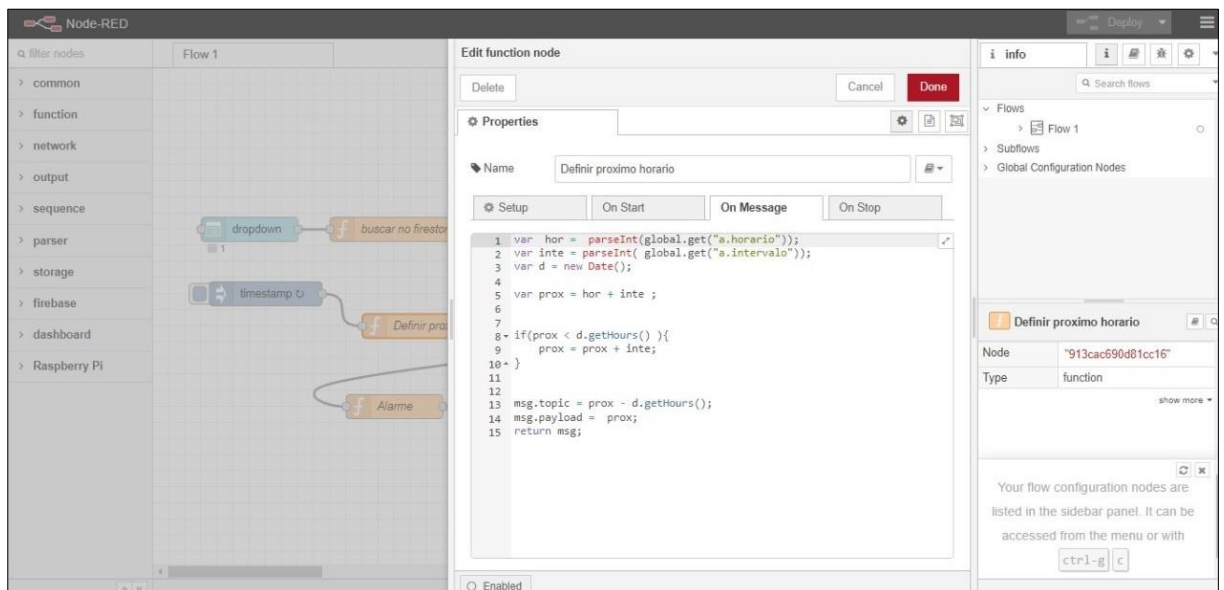 Node-RED
Deploy
filter nodes
common
function
network
output
sequence
parser
storage
firebase
dashboard
Raspberry Pi
Flow 1
dropdown
1
buscar no firestor
timestamp ↻
Definir pro
Alarme
Edit function node
Delete
Cancel
Done
Properties
Name
Definir proximo horario
Setup
On Start
On Message
On Stop
1 var hor = parseInt(global.get("a.horario"));
2 var inte = parseInt( global.get("a.intervalo"));
3 var d = new Date();
4
5 var prox = hor + inte ;
6
7
8 if(prox < d.getHours() ){
9 prox = prox + inte;
10 }
11
12
13 msg.topic = prox - d.getHours();
14 msg.payload = prox;
15 return msg;
Enabled
i info
i
Search flows
Flows
Flow 1
Subflows
Global Configuration Nodes
Definir proximo horario
Node "913cac690d81cc16"
Type function
show more
Your flow configuration nodes are
listed in the sidebar panel. It can be
accessed from the menu or with
ctrl-g c